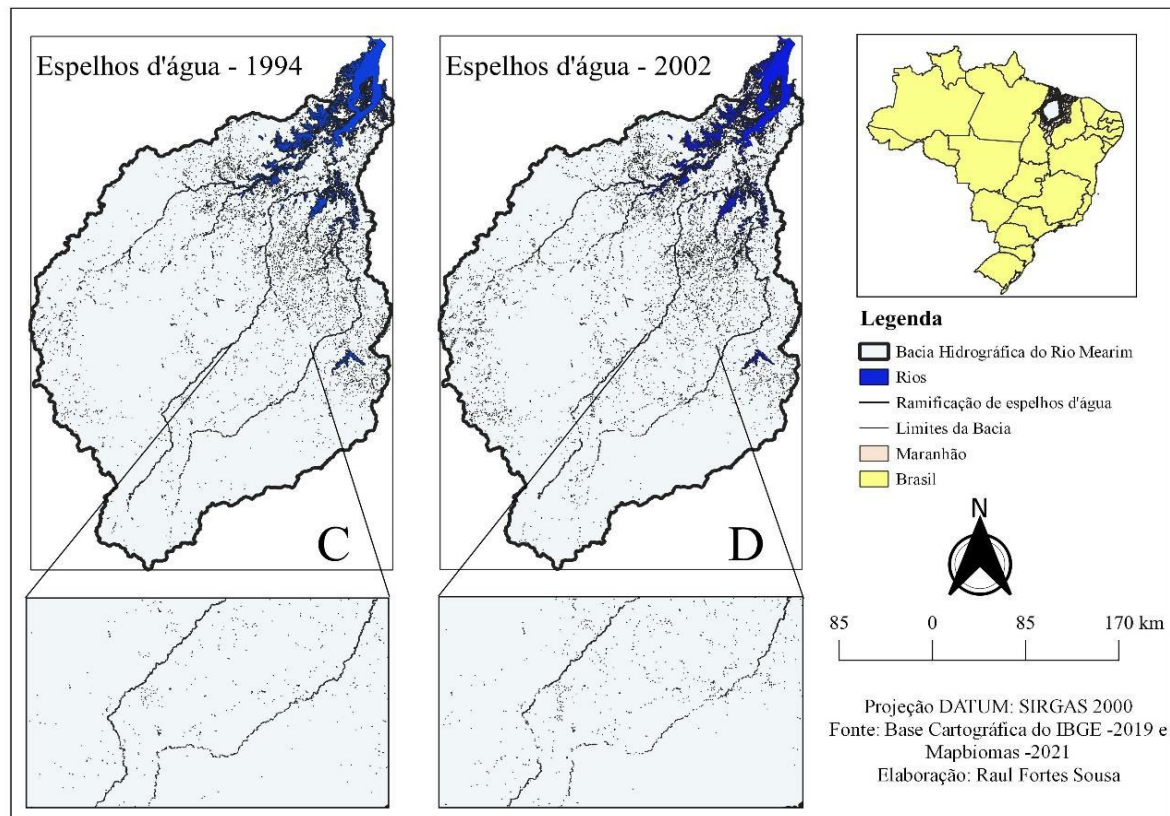 Espelhos d'água - 1994
C
Espelhos d'água - 2002
D
Legenda
Bacia Hidrográfica do Rio Mearim
Rios
Ramificação de espelhos d'água
Limites da Bacia
Maranhão
Brasil
N
85 0 85 170 km
Projeção DATUM: SIRGAS 2000
Fonte: Base Cartográfica do IBGE -2019 e
Mapbiomas -2021
Elaboração: Raul Fortes Sousa